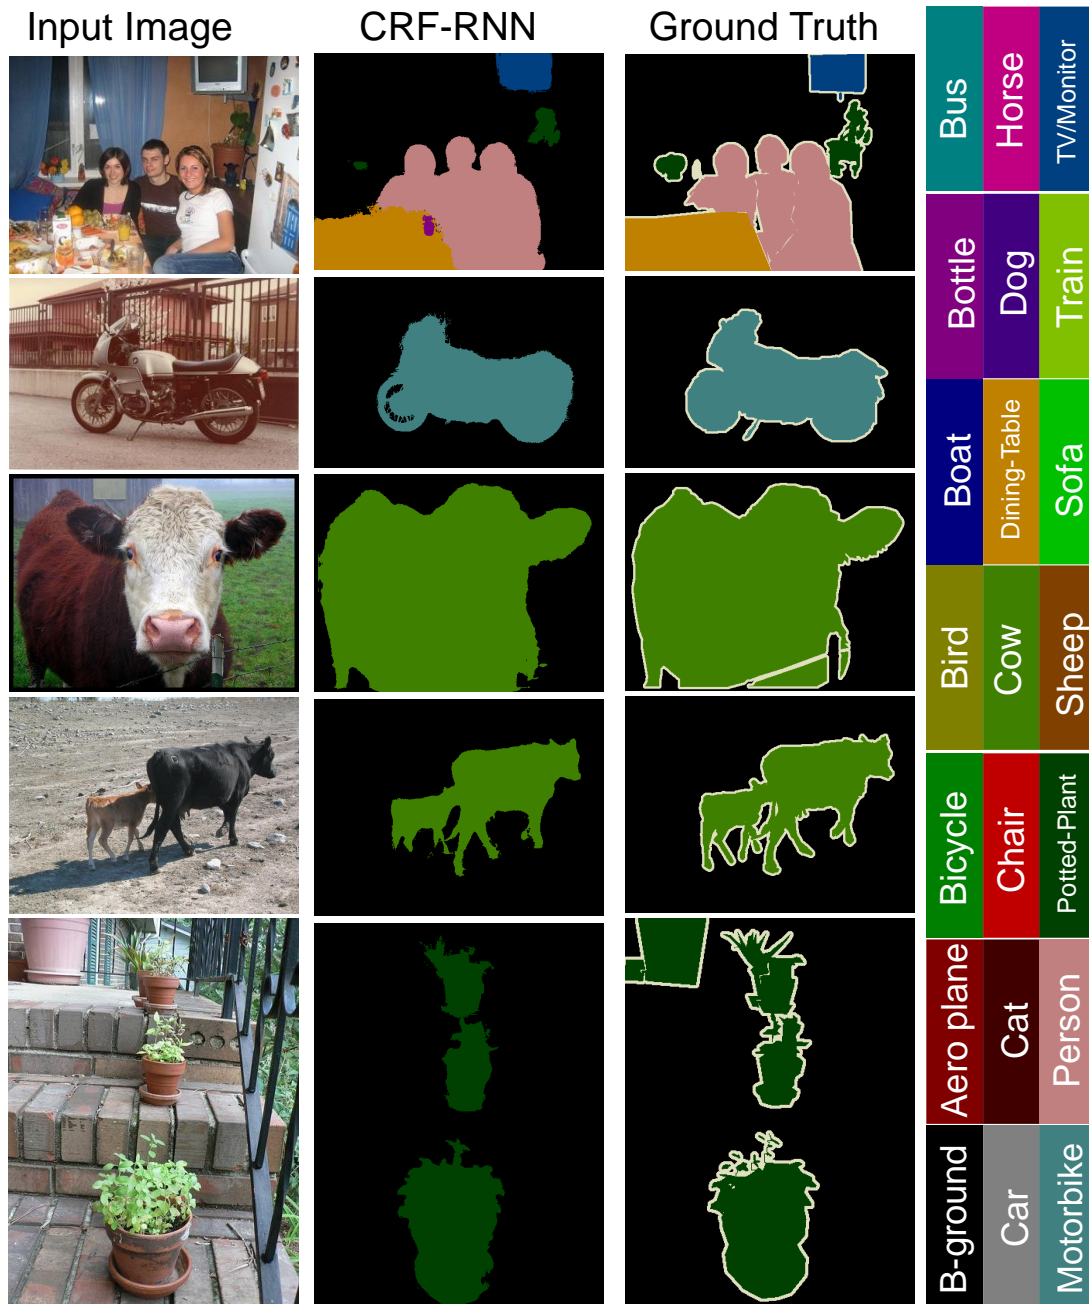 Input Image
CRF-RNN
Ground Truth
Bus
Horse
TV/Monitor
Bottle
Dog
Train
Boat
Dining-Table
Sofa
Bird
Cow
Sheep
Bicycle
Chair
Potted-Plant
Aero plane
Cat
Person
B-ground
Car
Motorbike